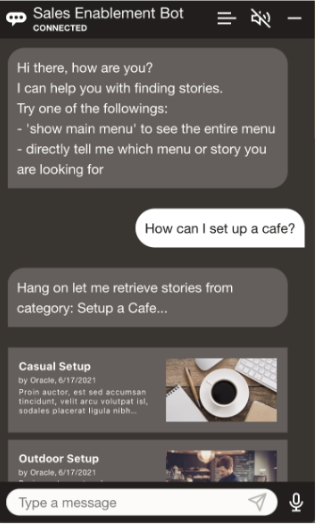 Sales Enablement Bot
CONNECTED
Hi there, how are you?
I can help you with finding stories.
Try one of the followings:
- 'show main menu' to see the entire menu
- directly tell me which menu or story you
are looking for
How can I set up a cafe?
Hang on let me retrieve stories from
category: Setup a Cafe...
Casual Setup
by Oracle, 6/17/2021
Proin auctor, est sed accumsan
tincidunt, velit arcu volutpat isl,
sodales placerat ligula nibh...
Outdoor Setup
by Oracle, 6/17/2021
Type a message